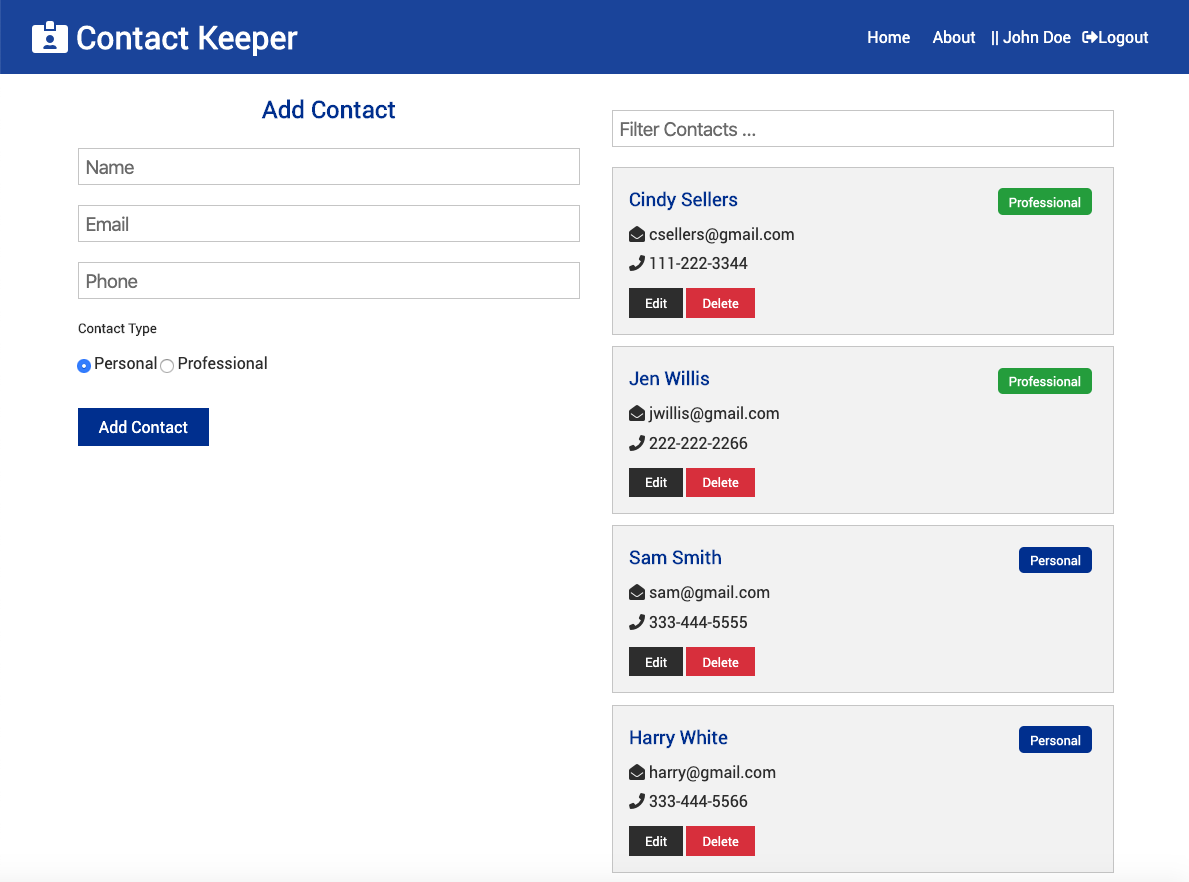 Contact Keeper
Home About || John Doe Logout
Add Contact
Name
Email
Phone
Contact Type
Personal Professional
Add Contact
Filter Contacts ...
Cindy Sellers Professional
csellers@gmail.com
111-222-3344
Edit Delete
Jen Willis Professional
jwillis@gmail.com
222-222-2266
Edit Delete
Sam Smith Personal
sam@gmail.com
333-444-5555
Edit Delete
Harry White Personal
harry@gmail.com
333-444-5566
Edit Delete